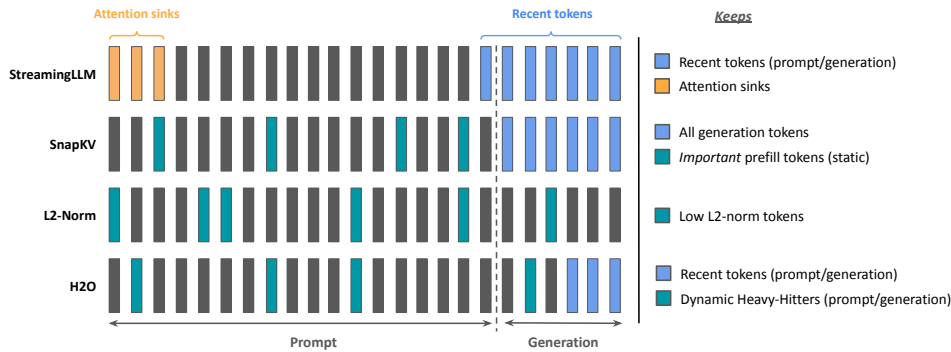 Attention sinks
Recent tokens
Keeps
StreamingLLM
Recent tokens (prompt/generation)
Attention sinks
SnapKV
All generation tokens
Important prefill tokens (static)
L2-Norm
Low L2-norm tokens
H2O
Recent tokens (prompt/generation)
Dynamic Heavy-Hitters (prompt/generation)
Prompt
Generation